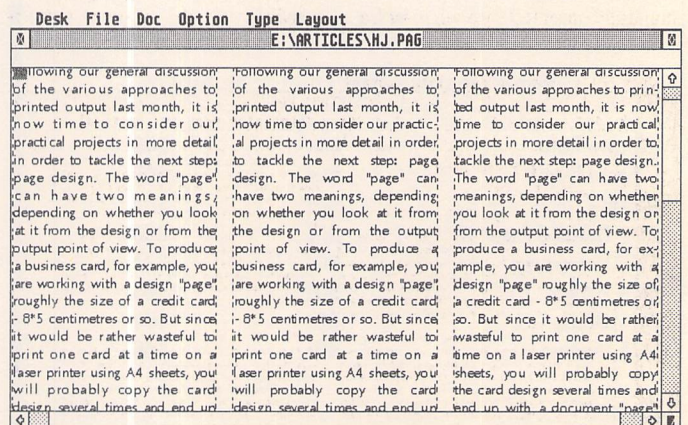 Desk File Doc Option Type Layout
E:\ARTICLES\HJ.PAG
Following our general discussion
of the various approaches to
printed output last month, it is
now time to consider our
practical projects in more detail
in order to tackle the next step:
page design. The word "page"
can have two meanings,
depending on whether you look
at it from the design or from the
output point of view. To produce
a business card, for example, you
are working with a design "page"
roughly the size of a credit card
- 8*5 centimetres or so. But since
it would be rather wasteful to
print one card at a time on a
laser printer using A4 sheets, you
will probably copy the card
design several times and end up
Following our general discussion
of the various approaches to
printed output last month, it is
now time to consider our practic-
al projects in more detail in order
to tackle the next step: page
design. The word "page" can
have two meanings, depending
on whether you look at it from
the design or from the output
point of view. To produce a
business card, for example, you
are working with a design "page"
roughly the size of a credit card
- 8*5 centimetres or so. But since
it would be rather wasteful to
print one card at a time on a
laser printer using A4 sheets, you
will probably copy the card
design several times and end up
Following our general discussion
of the various approaches to prin-
ted output last month, it is now
time to consider our practical
projects in more detail in order to
tackle the next step: page design.
The word "page" can have two
meanings, depending on whether
you look at it from the design or
from the output point of view. To
produce a business card, for ex-
ample, you are working with a
design "page" roughly the size of
a credit card - 8*5 centimetres or
so. But since it would be rather
wasteful to print one card at a
time on a laser printer using A4
sheets, you will probably copy
the card design several times and
end up with a document "page"